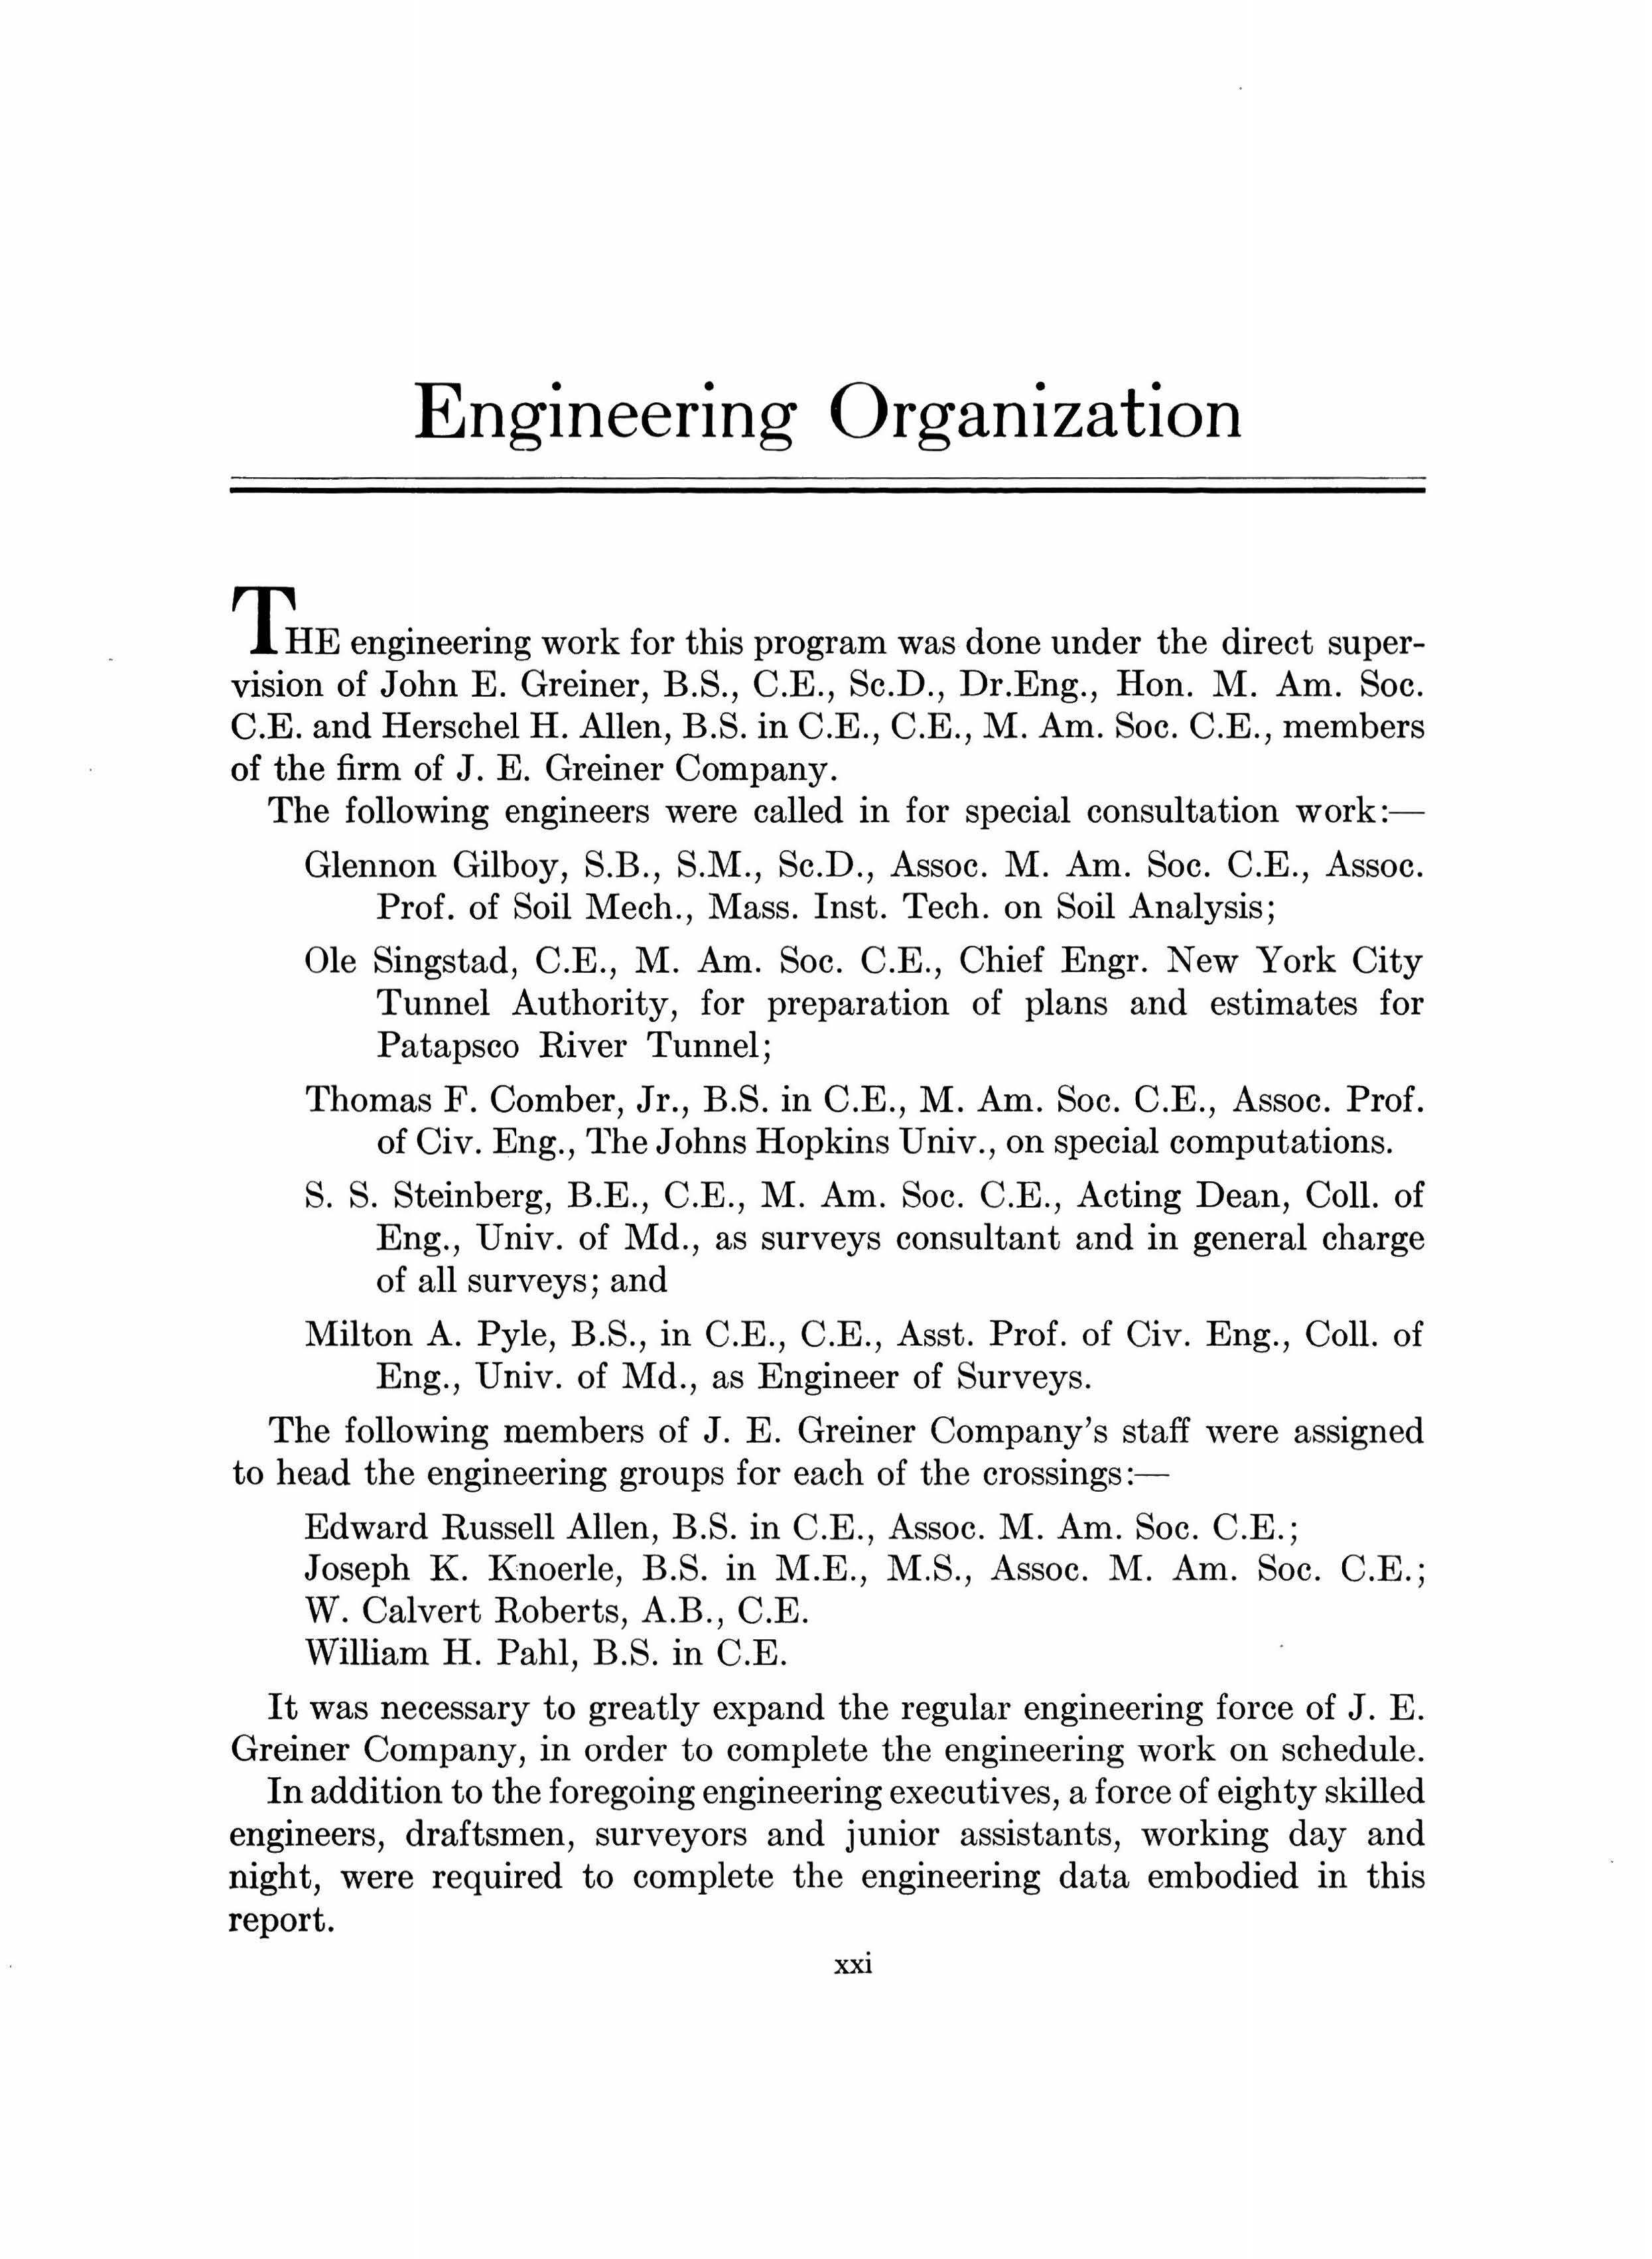 Engineering Organization
THE engineering work for this program was done under the direct super-
vision of John E. Greiner, B.S., C.E., Sc.D., Dr.Eng., Hon. M. Am. Soc.
C.E. and Herschel H. Allen, B.S. in C.E., C.E., M. Am. Soc. C.E., members
of the firm of J. E. Greiner Company.
The following engineers were called in for special consultation work:—
Glennon Gilboy, S.B., S.M., Sc.D., Assoc. M. Am. Soc. C.E., Assoc.
Prof. of Soil Mech., Mass. Inst. Tech. on Soil Analysis;
Ole Singstad, C.E., M. Am. Soc. C.E., Chief Engr. New York City
Tunnel Authority, for preparation of plans and estimates for
Patapsco River Tunnel;
Thomas F. Comber, Jr., B.S. in C.E., M. Am. Soc. C.E., Assoc. Prof.
of Civ. Eng., The Johns Hopkins Univ., on special computations.
S. S. Steinberg, B.E., C.E., M. Am. Soc. C.E., Acting Dean, Coll. of
Eng., Univ. of Md., as surveys consultant and in general charge
of all surveys; and
Milton A. Pyle, B.S., in C.E., C.E., Asst. Prof. of Civ. Eng., Coll. of
Eng., Univ. of Md., as Engineer of Surveys.
The following members of J. E. Greiner Company's staff were assigned
to head the engineering groups for each of the crossings:—
Edward Russell Allen, B.S. in C.E., Assoc. M. Am. Soc. C.E.;
Joseph K. Knoerle, B.S. in M.E., M.S., Assoc. M. Am. Soc. C.E.;
W. Calvert Roberts, A.B., C.E.
William H. Pahl, B.S. in C.E.
It was necessary to greatly expand the regular engineering force of J. E.
Greiner Company, in order to complete the engineering work on schedule.
In addition to the foregoing engineering executives, a force of eighty skilled
engineers, draftsmen, surveyors and junior assistants, working day and
night, were required to complete the engineering data embodied in this
report.
xxi